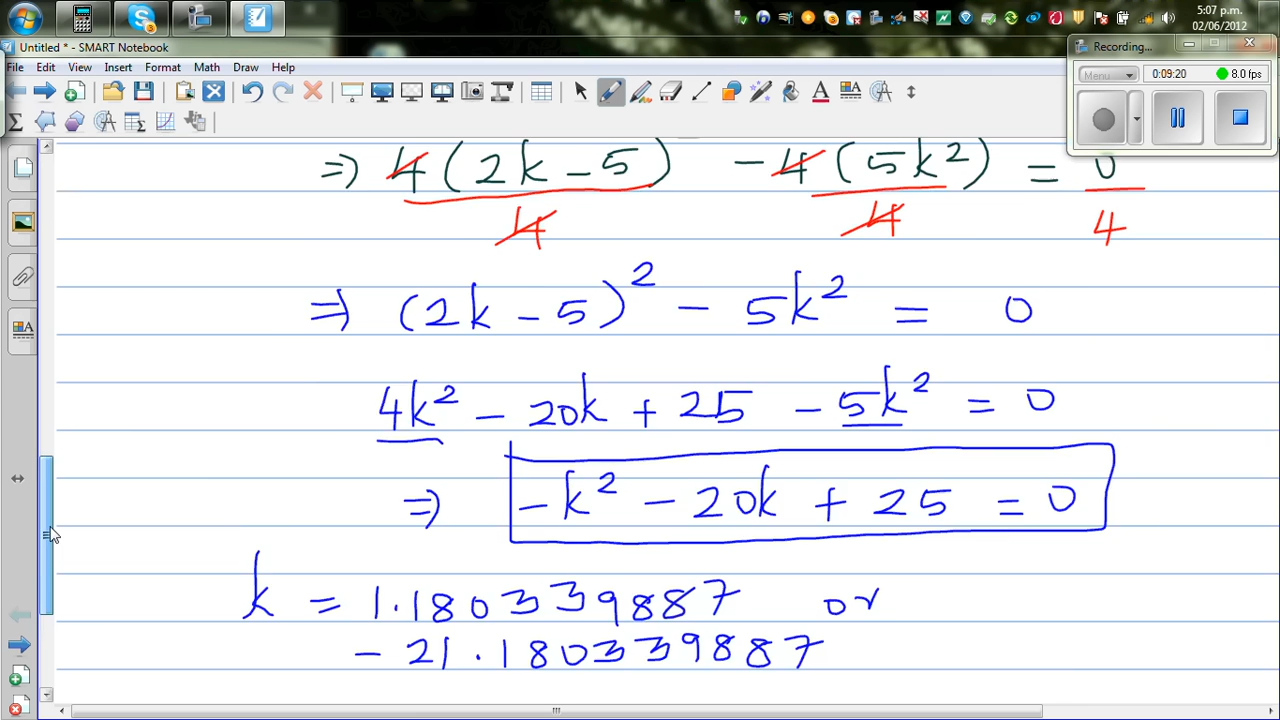 5:07 p.m.
02/06/2012
Untitled * - SMART Notebook
File Edit View Insert Format Math Draw Help
Recording...
Menu
0:09:20 8.0 fps
⇒ 4(2k - 5) - 4(5k²) = 0
4 4 4
⇒ (2k - 5)² - 5k² = 0
4k² - 20k + 25 - 5k² = 0
⇒ -k² - 20k + 25 = 0
k = 1.180339887 or
- 21.180339887